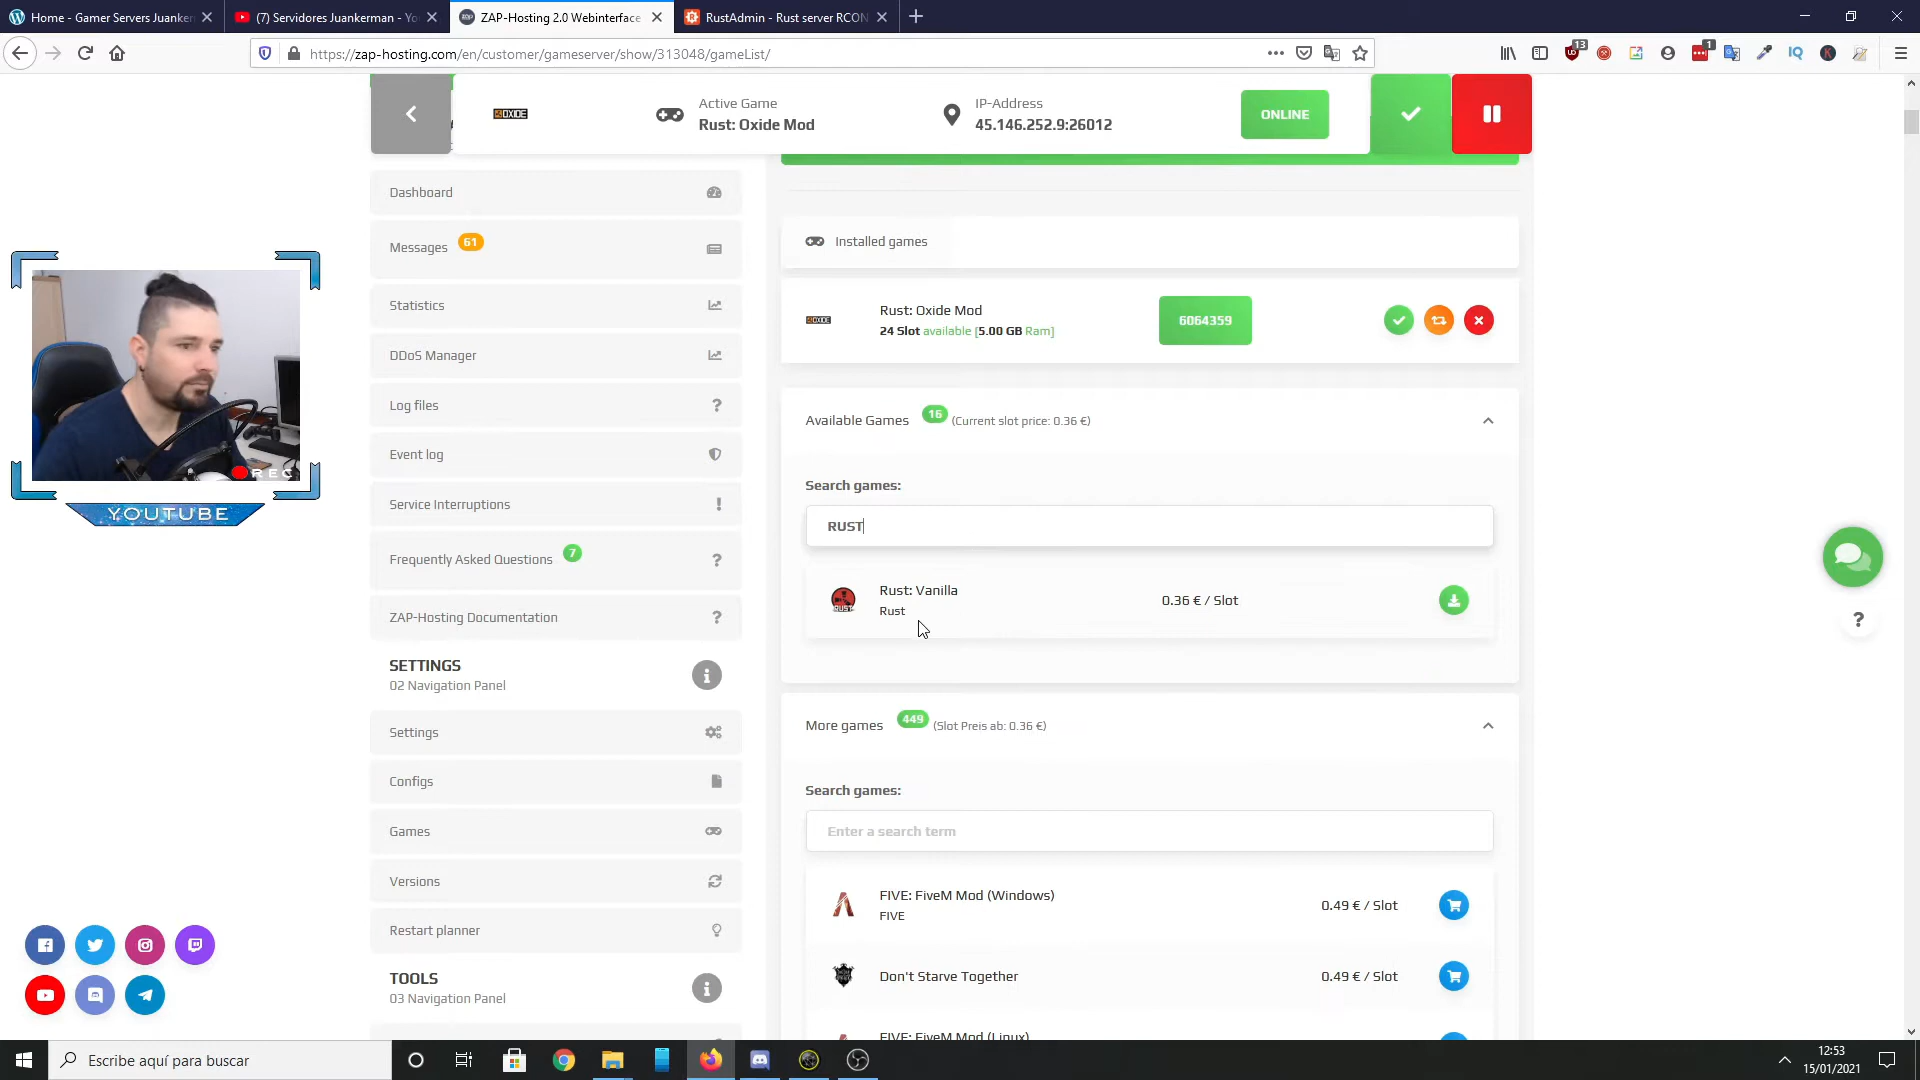 Home - Gamer Servers Juanker
(7) Servidores Juankerman - Yo
ZAP-Hosting 2.0 Webinterface
RustAdmin - Rust server RCON
https://zap-hosting.com/en/customer/gameserver/show/313048/gameList/
13
1
IQ
K
OXIDE
Active Game
Rust: Oxide Mod
IP-Address
45.146.252.9:26012
ONLINE
Dashboard
Messages 61
Statistics
DDoS Manager
Log files
Event log
Service Interruptions
Frequently Asked Questions 7
ZAP-Hosting Documentation
SETTINGS
02 Navigation Panel
Settings
Configs
Games
Versions
Restart planner
TOOLS
03 Navigation Panel
Installed games
OXIDE
Rust: Oxide Mod
24 Slot available [5.00 GB Ram]
6064359
Available Games 16 (Current slot price: 0.36 €)
Search games:
RUST
RUST
Rust: Vanilla
Rust
0.36 € / Slot
More games 449 (Slot Preis ab: 0.36 €)
Search games:
Enter a search term
FIVE: FiveM Mod (Windows)
FIVE
0.49 € / Slot
Don't Starve Together
0.49 € / Slot
FIVE: FiveM Mod (Linux)
REC
YOUTUBE
Escribe aquí para buscar
12:53
15/01/2021